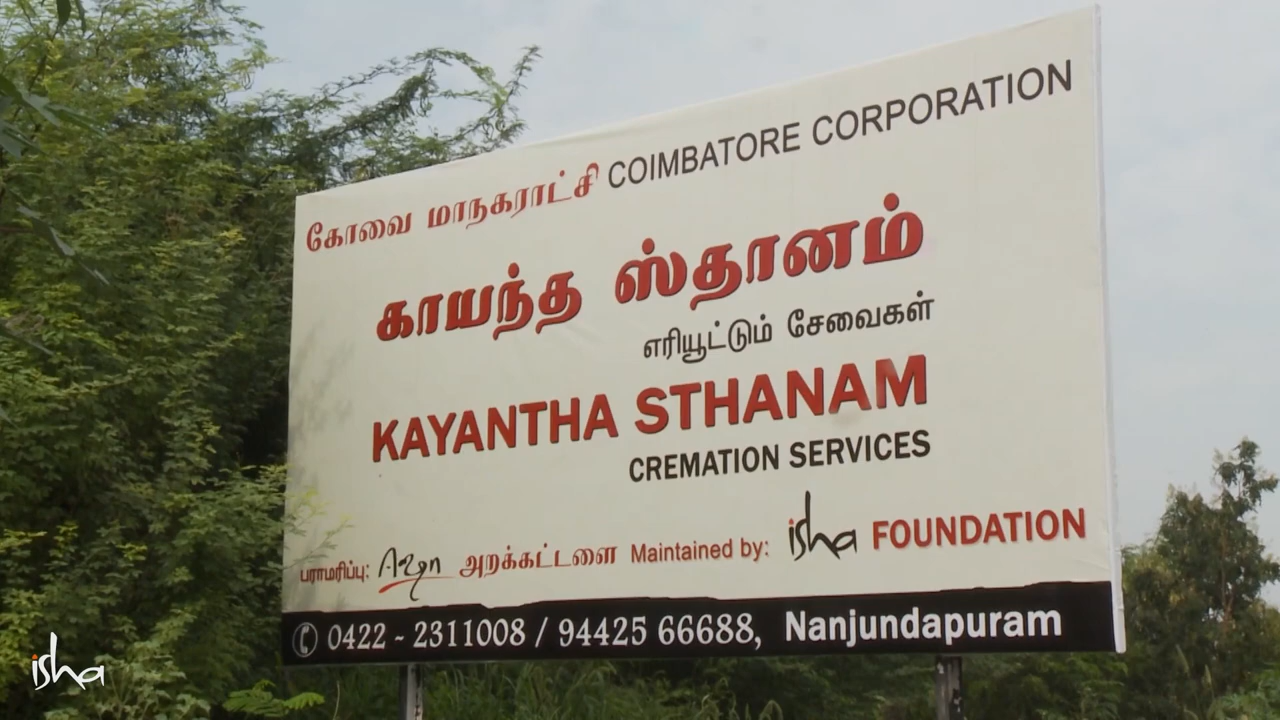 கோவை மாநகராட்சி COIMBATORE CORPORATION
காயந்த ஸ்தானம்
எரியூட்டும் சேவைகள்
KAYANTHA STHANAM
CREMATION SERVICES
பராமரிப்பு: ஈஷா அறக்கட்டளை Maintained by: isha FOUNDATION
0422 - 2311008 / 94425 66688, Nanjundapuram
isha